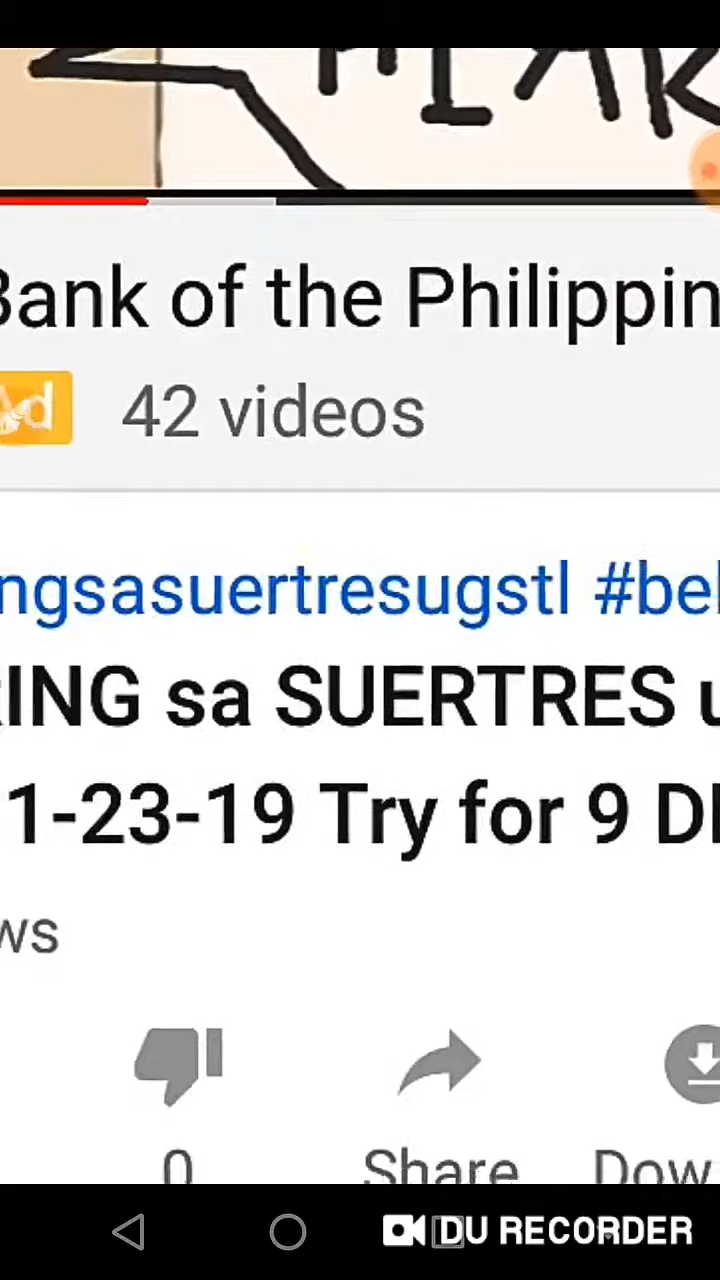 Bank of the Philippin
Ad 42 videos
ngsasuertresugstl #bel
ING sa SUERTRES u
1-23-19 Try for 9 D
ws
0 Share Dow
DU RECORDER